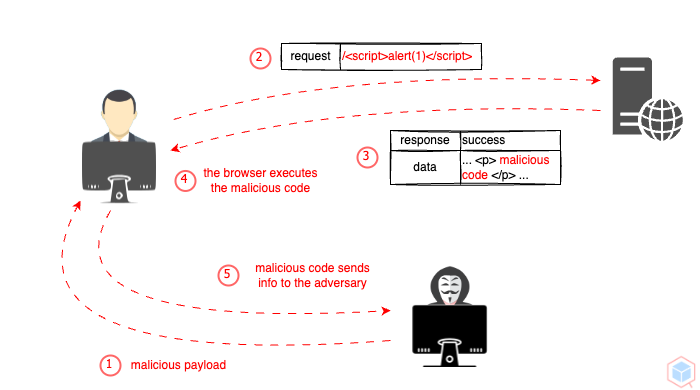 2
request /<script>alert(1)</script>
response success
3
data ... <p> malicious
code </p> ...
4
the browser executes
the malicious code
5
malicious code sends
info to the adversary
1
malicious payload